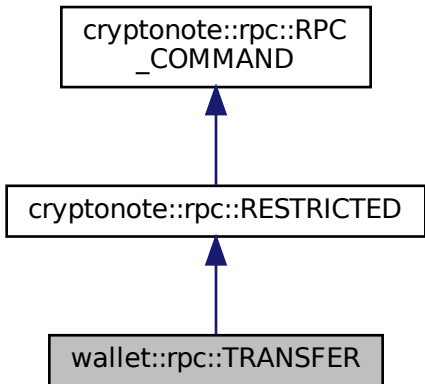 cryptonote::rpc::RPC
_COMMAND
cryptonote::rpc::RESTRICTED
wallet::rpc::TRANSFER